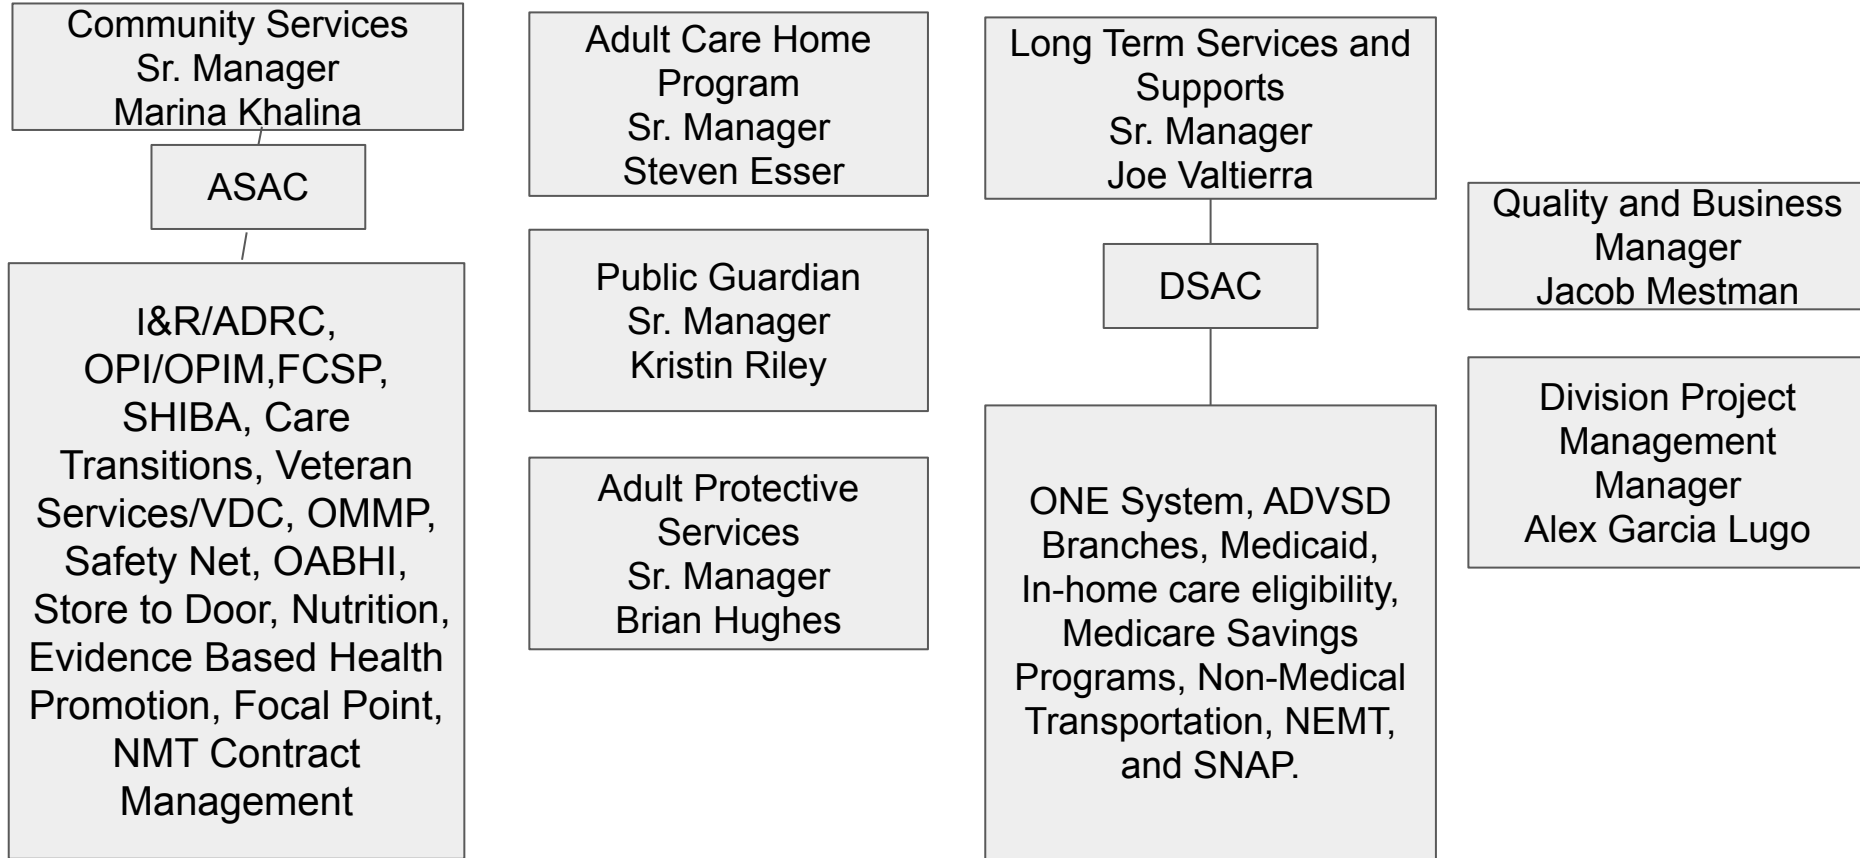 Community Services
Sr. Manager
Marina Khalina
ASAC
I&R/ADRC,
OPI/OPIM,FCSP,
SHIBA, Care
Transitions, Veteran
Services/VDC, OMMP,
Safety Net, OABHI,
Store to Door, Nutrition,
Evidence Based Health
Promotion, Focal Point,
NMT Contract
Management
Adult Care Home
Program
Sr. Manager
Steven Esser
Public Guardian
Sr. Manager
Kristin Riley
Adult Protective
Services
Sr. Manager
Brian Hughes
Long Term Services and
Supports
Sr. Manager
Joe Valtierra
DSAC
ONE System, ADVSD
Branches, Medicaid,
In-home care eligibility,
Medicare Savings
Programs, Non-Medical
Transportation, NEMT,
and SNAP.
Quality and Business
Manager
Jacob Mestman
Division Project
Management
Manager
Alex Garcia Lugo